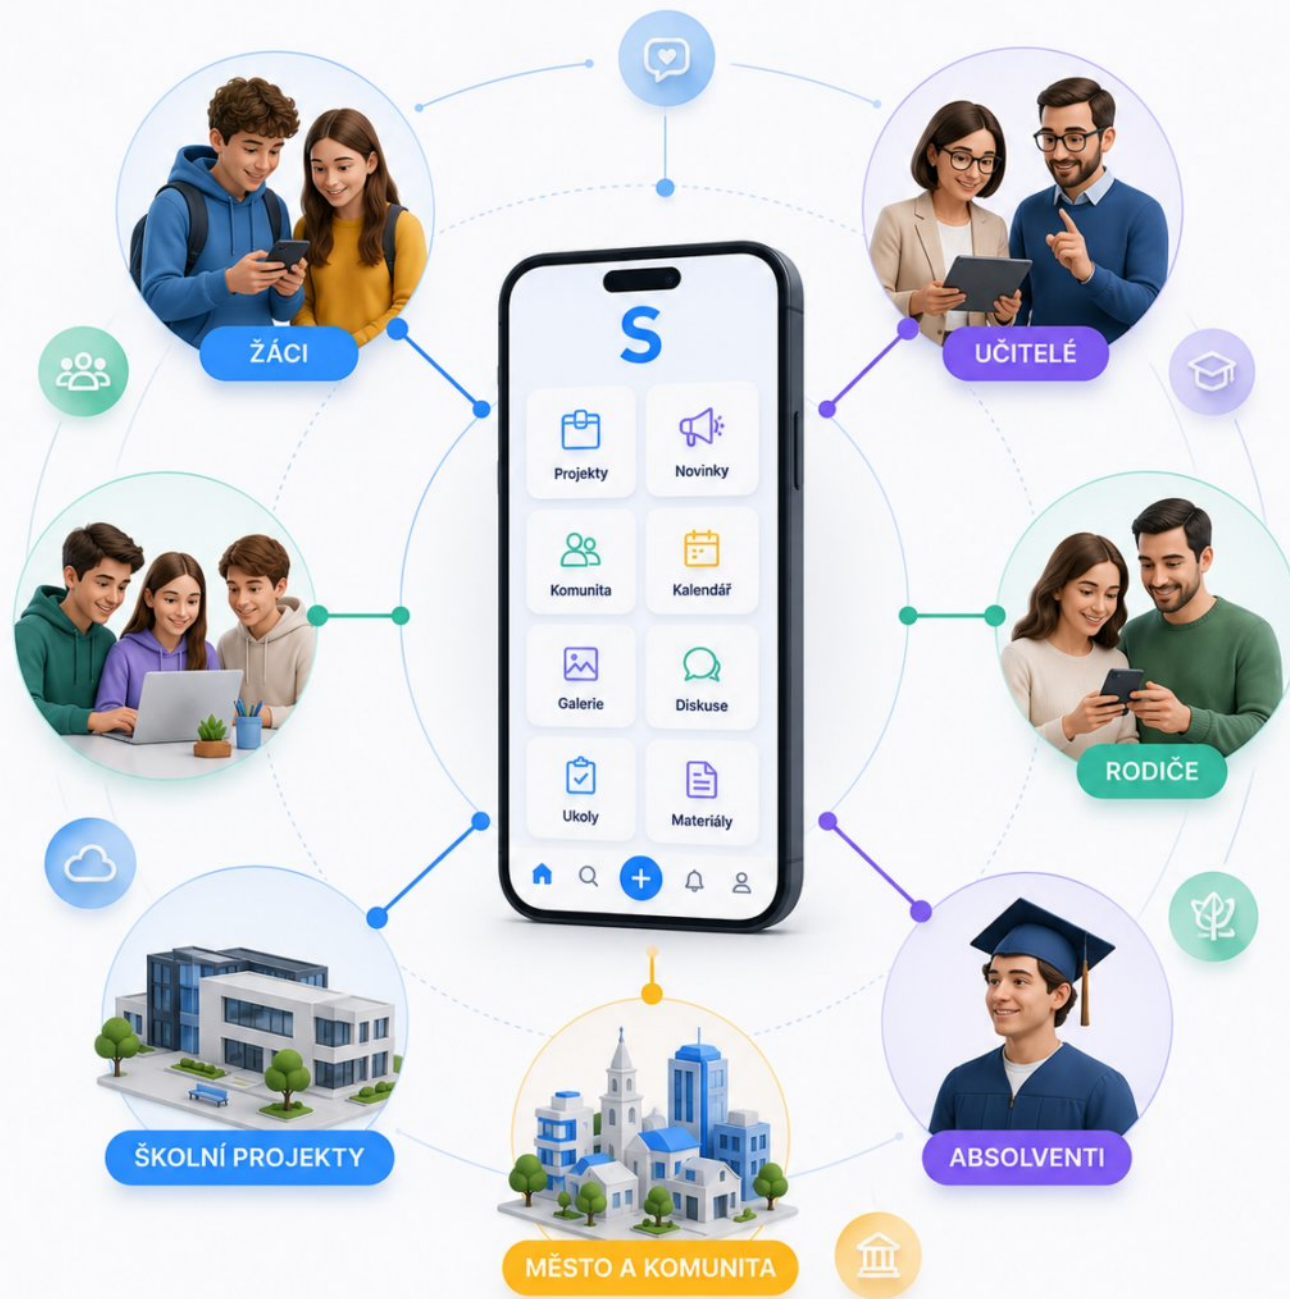 ŽÁCI
UČITELÉ
S
Projekty
Novinky
Komunita
Kalendář
Galerie
Diskuse
Ukoly
Materiály
RODIČE
ŠKOLNÍ PROJEKTY
ABSOLVENTI
MĚSTO A KOMUNITA